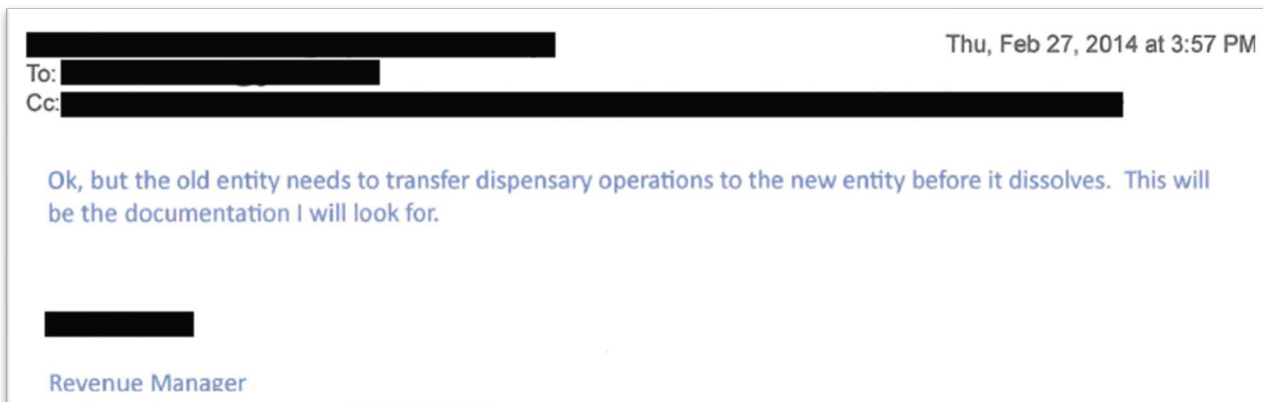 Thu, Feb 27, 2014 at 3:57 PM
To:
Cc:
Ok, but the old entity needs to transfer dispensary operations to the new entity before it dissolves.  This will
be the documentation I will look for.
Revenue Manager